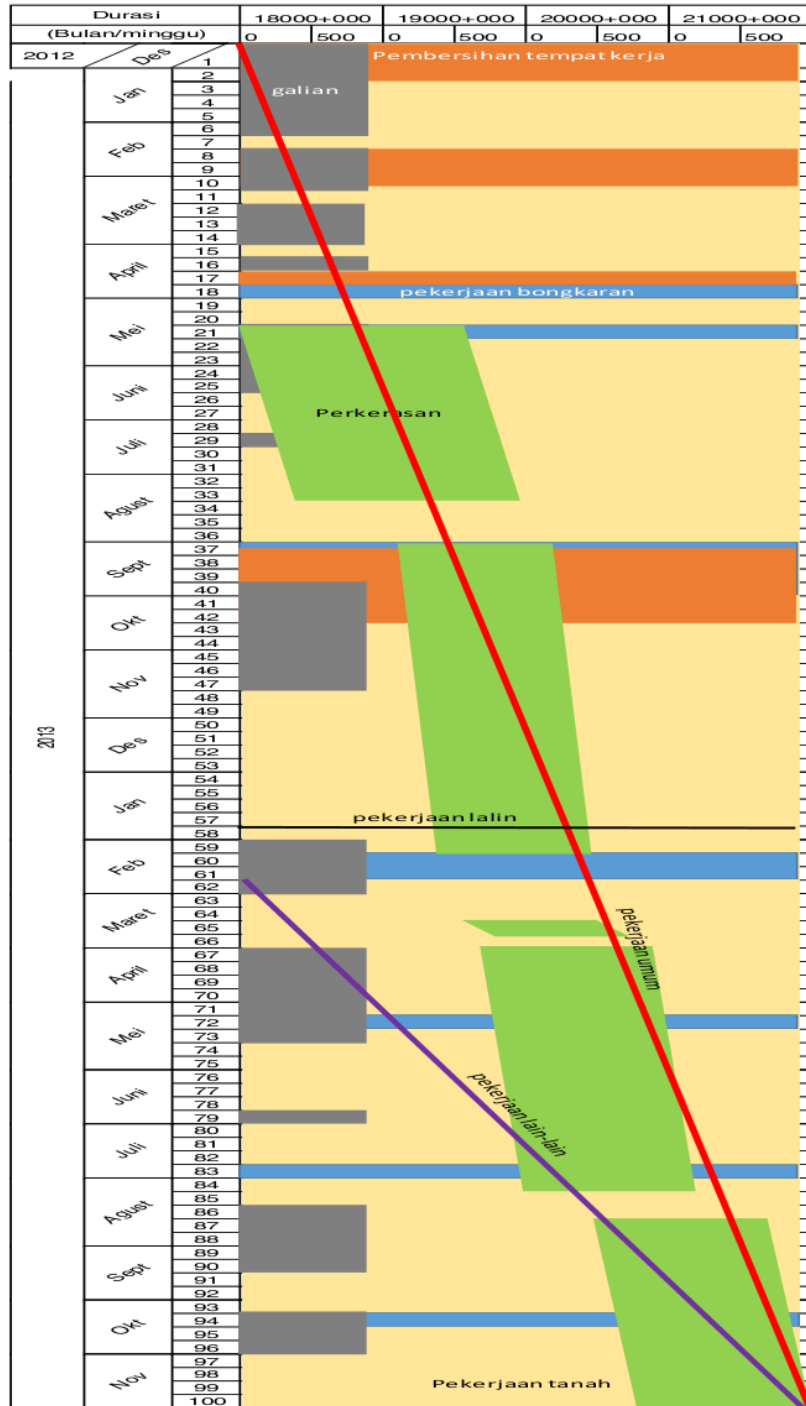 Durasi
18000+000 19000+000 20000+000 21000+000
(Bulan/minggu)
0 500 0 500 0 500 0 500 0
2012 Des 1 Pembersihan tempat kerja
2
Jan 3 galian
4
5
6
Feb 7
8
9
10
Maret 11
12
13
14
15
April 16
17
18 pekerjaan bongkaran
19
Mei 20
21
22
23
24
Juni 25
26
27 Perkerasan
28
Juli 29
30
31
32
Agust 33
34
35
36
37
Sept 38
39
40
41
Okt 42
43
44
45
Nov 46
47
48
49
2013
50
Des 51
52
53
54
Jan 55
56
57 pekerjaan lalin
58
59
Feb 60
61
62
63
Maret 64
65
66
pekerjaan umum
67
April 68
69
70
71
Mei 72
73
74
75
76
Juni 77
78
79
pekerjaan lain-lain
80
Juli 81
82
83
84
Agust 85
86
87
88
89
Sept 90
91
92
93
Okt 94
95
96
97
Nov 98
99 Pekerjaan tanah
100